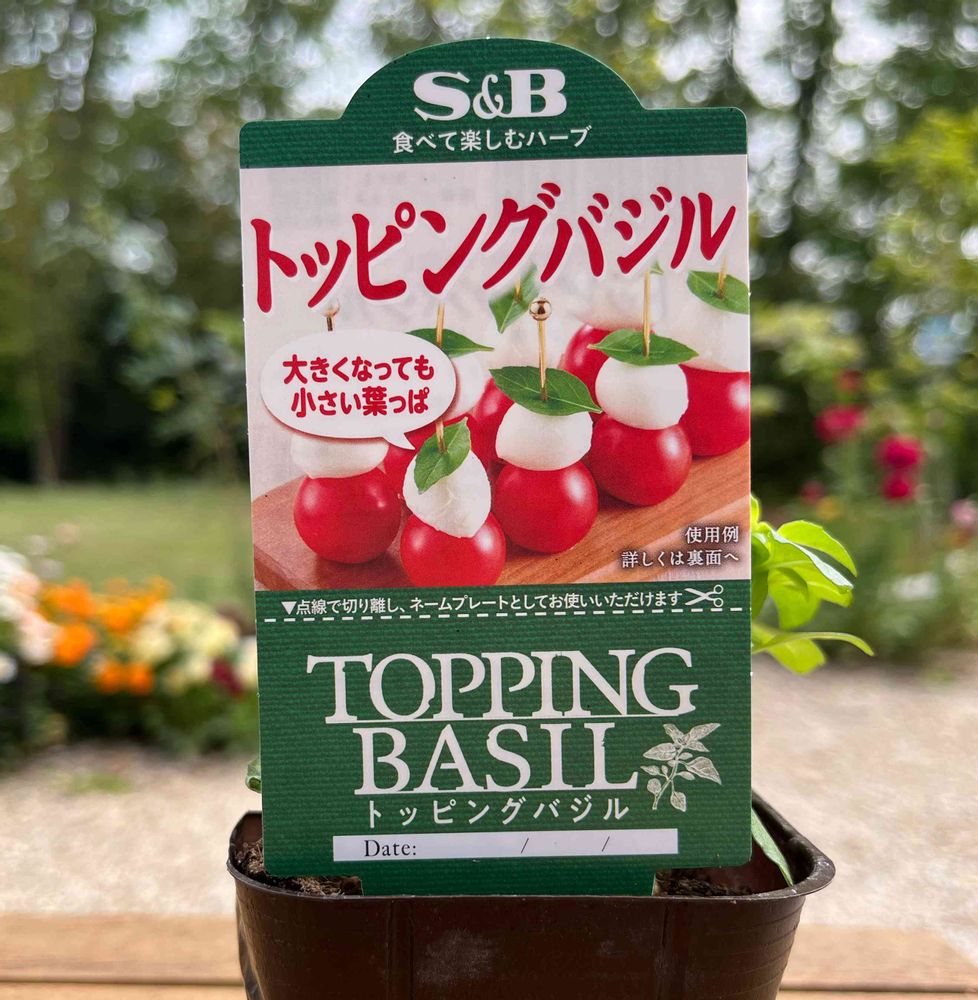 S&B
食べて楽しむハーブ
トッピングバジル
大きくなっても
小さい葉っぱ
使用例
詳しくは裏面へ
▼点線で切り離し、ネームプレートとしてお使いいただけます
TOPPING
BASIL
トッピングバジル
Date: / /